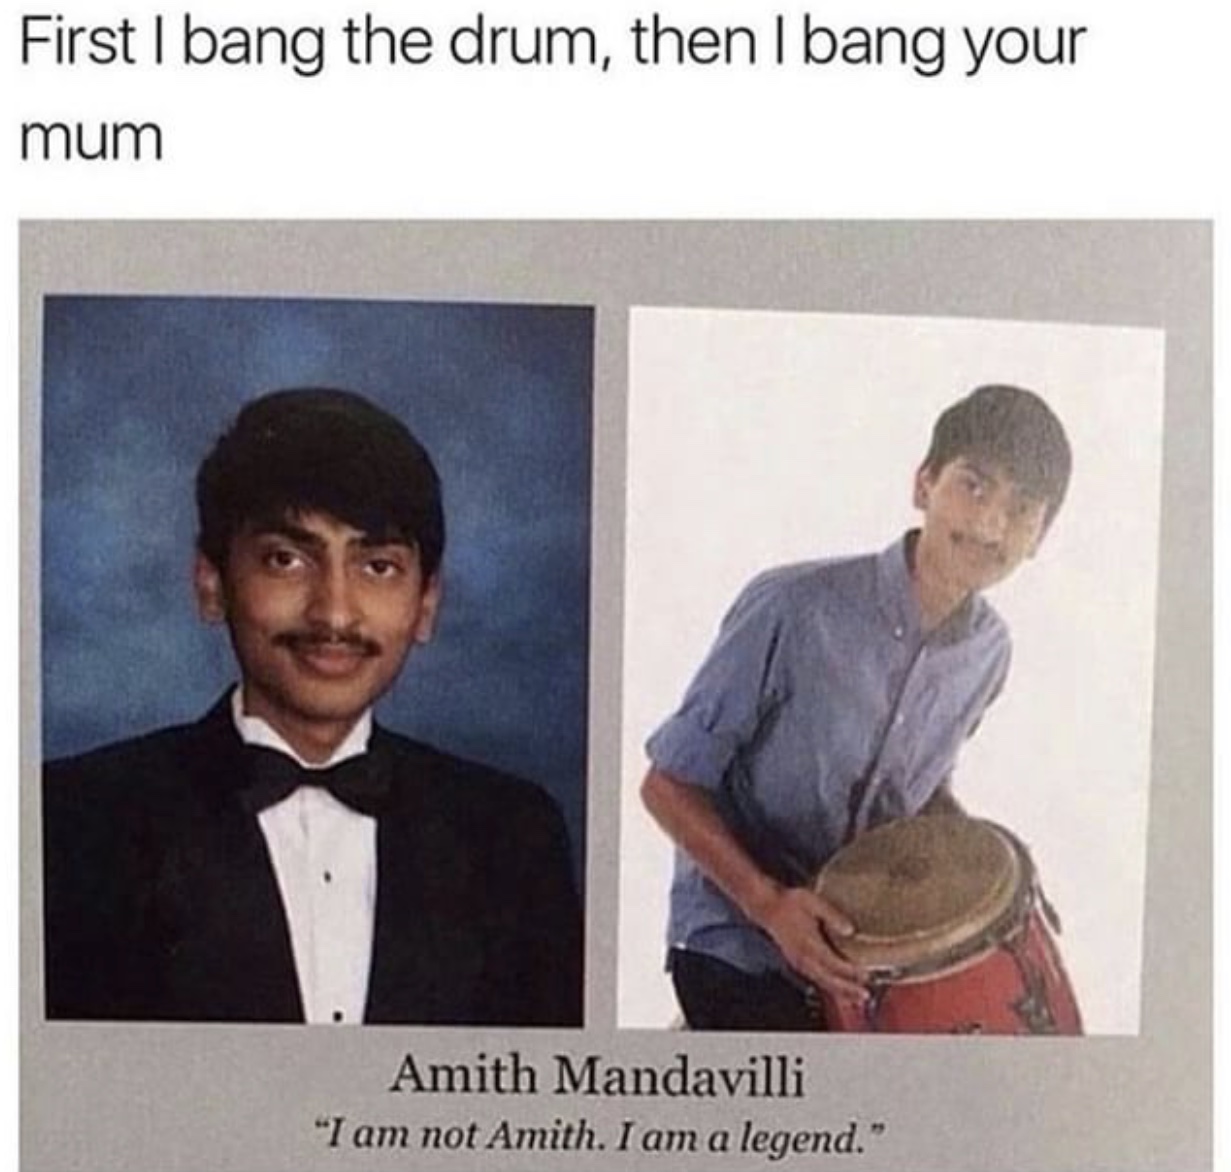 First I bang the drum, then I bang your
mum
Amith Mandavilli
“I am not Amith. I am a legend.”